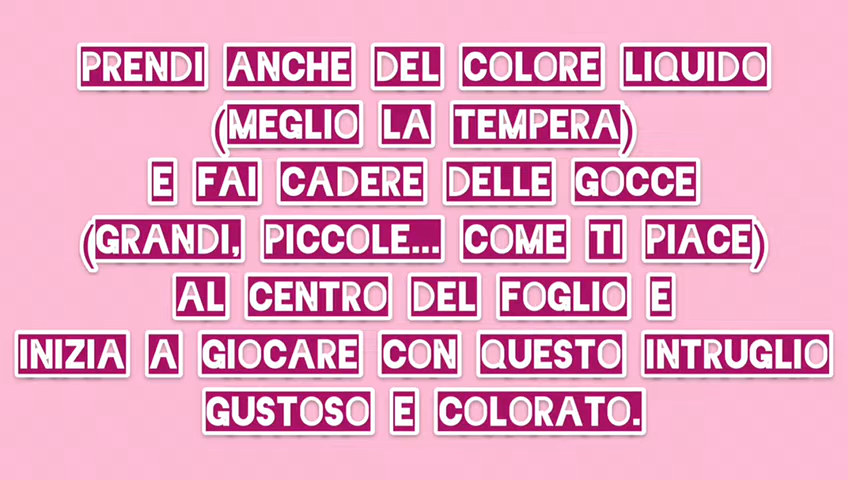 PRENDI ANCHE DEL COLORE LIQUIDO
(MEGLIO LA TEMPERA)
E FAI CADERE DELLE GOCCE
(GRANDI, PICCOLE... COME TI PIACE)
AL CENTRO DEL FOGLIO E
INIZIA A GIOCARE CON QUESTO INTRUGLIO
GUSTOSO E COLORATO.